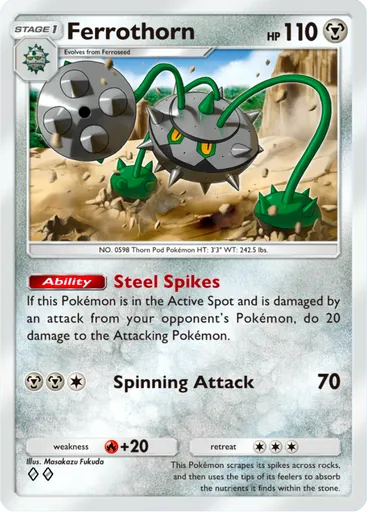 STAGE 1
Ferrothorn
HP 110
Evolves from Ferroseed
NO. 0598 Thorn Pod Pokémon HT: 3'3" WT: 242.5 lbs.
Ability Steel Spikes
If this Pokémon is in the Active Spot and is damaged by
an attack from your opponent's Pokémon, do 20
damage to the Attacking Pokémon.
Spinning Attack 70
weakness +20 retreat
Illus. Masakazu Fukuda
This Pokémon scrapes its spikes across rocks,
and then uses the tips of its feelers to absorb
the nutrients it finds within the stone.